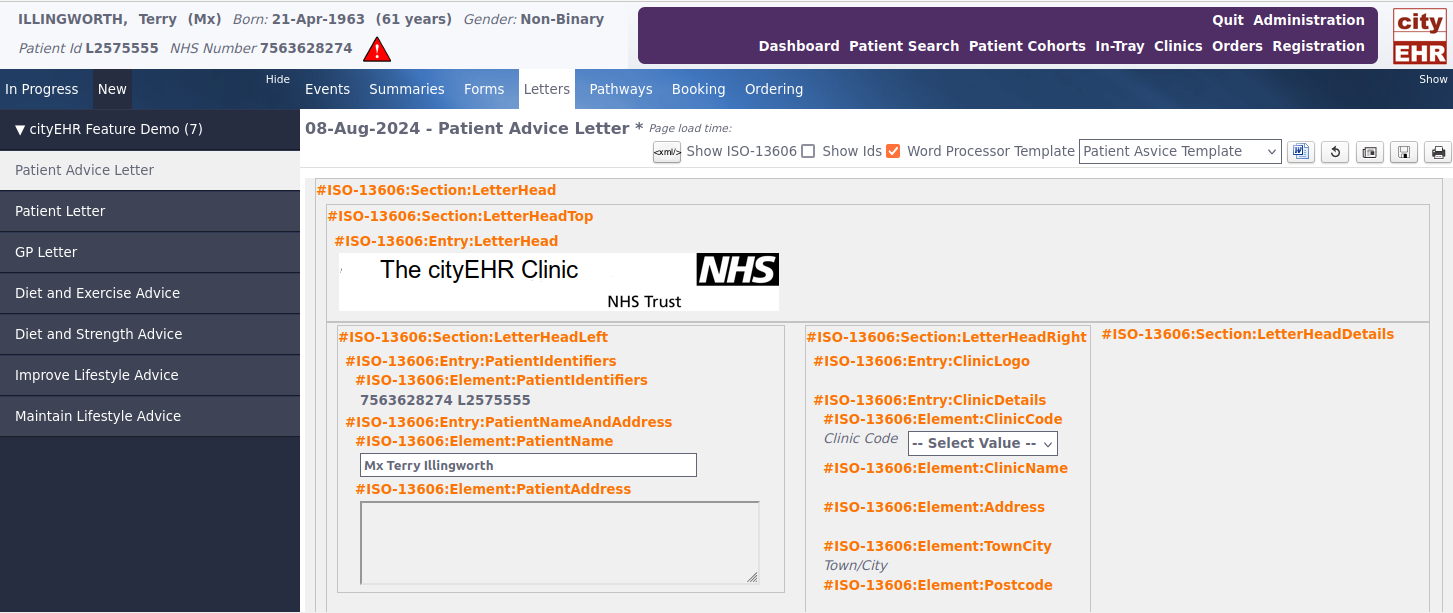 ILLINGWORTH, Terry (Mx) Born: 21-Apr-1963 (61 years) Gender: Non-Binary
Patient Id L2575555 NHS Number 7563628274
Quit Administration
Dashboard Patient Search Patient Cohorts In-Tray Clinics Orders Registration
city
EHR
In Progress New Hide Events Summaries Forms Letters Pathways Booking Ordering Show
▼ cityEHR Feature Demo (7)
Patient Advice Letter
Patient Letter
GP Letter
Diet and Exercise Advice
Diet and Strength Advice
Improve Lifestyle Advice
Maintain Lifestyle Advice
08-Aug-2024 - Patient Advice Letter * Page load time:
<xml/> Show ISO-13606 Show Ids Word Processor Template Patient Asvice Template
#ISO-13606:Section:LetterHead
#ISO-13606:Section:LetterHeadTop
#ISO-13606:Entry:LetterHead
The cityEHR Clinic NHS
NHS Trust
#ISO-13606:Section:LetterHeadLeft
#ISO-13606:Entry:PatientIdentifiers
#ISO-13606:Element:PatientIdentifiers
7563628274 L2575555
#ISO-13606:Entry:PatientNameAndAddress
#ISO-13606:Element:PatientName
Mx Terry Illingworth
#ISO-13606:Element:PatientAddress
#ISO-13606:Section:LetterHeadRight
#ISO-13606:Entry:ClinicLogo
#ISO-13606:Entry:ClinicDetails
#ISO-13606:Element:ClinicCode
Clinic Code -- Select Value --
#ISO-13606:Element:ClinicName
#ISO-13606:Element:Address
#ISO-13606:Element:TownCity
Town/City
#ISO-13606:Element:Postcode
#ISO-13606:Section:LetterHeadDetails